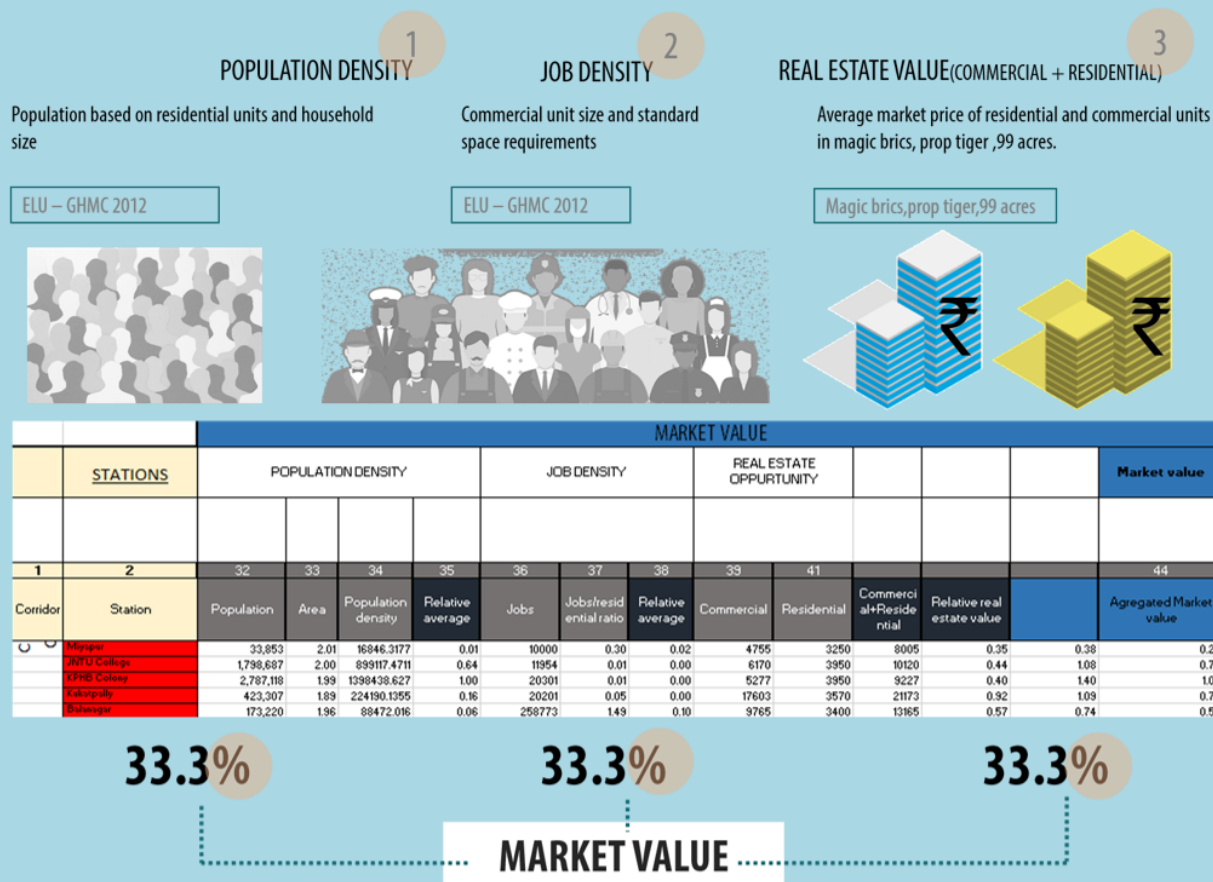 1
POPULATION DENSITY
Population based on residential units and household
size
ELU – GHMC 2012
2
JOB DENSITY
Commercial unit size and standard
space requirements
ELU – GHMC 2012
3
REAL ESTATE VALUE(COMMERCIAL + RESIDENTIAL)
Average market price of residential and commercial units
in magic brics, prop tiger ,99 acres.
Magic brics,prop tiger,99 acres
₹ ₹
MARKET VALUE
STATIONS POPULATION DENSITY JOB DENSITY REAL ESTATE
OPPURTUNITY Market value
1 2 32 33 34 35 36 37 38 39 41 44
Corridor Station Population Area Population
density Relative
average Jobs Jobs/resid
ential ratio Relative
average Commercial Residential Commerci
al+Reside
ntial Relative real
estate value Agregated Market
value
Miyapur 33,853 2.01 16846.3177 0.01 10000 0.30 0.02 4755 3250 8005 0.35 0.38 0.2
JNTU College 1,798,687 2.00 899117.4711 0.64 11954 0.01 0.00 6170 3950 10120 0.44 1.08 0.7
KPHB Colony 2,787,118 1.99 1398438.627 1.00 20301 0.01 0.00 5277 3950 9227 0.40 1.40 1.0
Kukatpally 423,307 1.89 224190.1355 0.16 20201 0.05 0.00 17603 3570 21173 0.92 1.09 0.7
Balanagar 173,220 1.96 88472.016 0.06 258773 1.49 0.10 9765 3400 13165 0.57 0.74 0.5
33.3% 33.3% 33.3%
MARKET VALUE